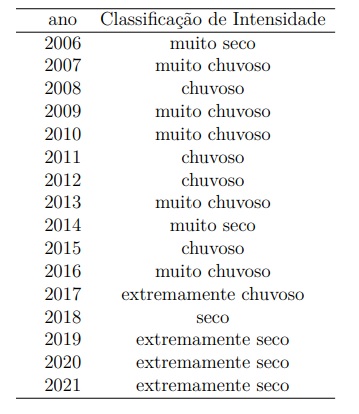 ano Classificação de Intensidade
2006 muito seco
2007 muito chuvoso
2008 chuvoso
2009 muito chuvoso
2010 muito chuvoso
2011 chuvoso
2012 chuvoso
2013 muito chuvoso
2014 muito seco
2015 chuvoso
2016 muito chuvoso
2017 extremamente chuvoso
2018 seco
2019 extremamente seco
2020 extremamente seco
2021 extremamente seco